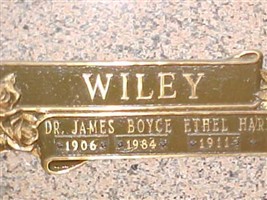 WILEY
DR. JAMES BOYCE ETHEL
1906 1984 1911